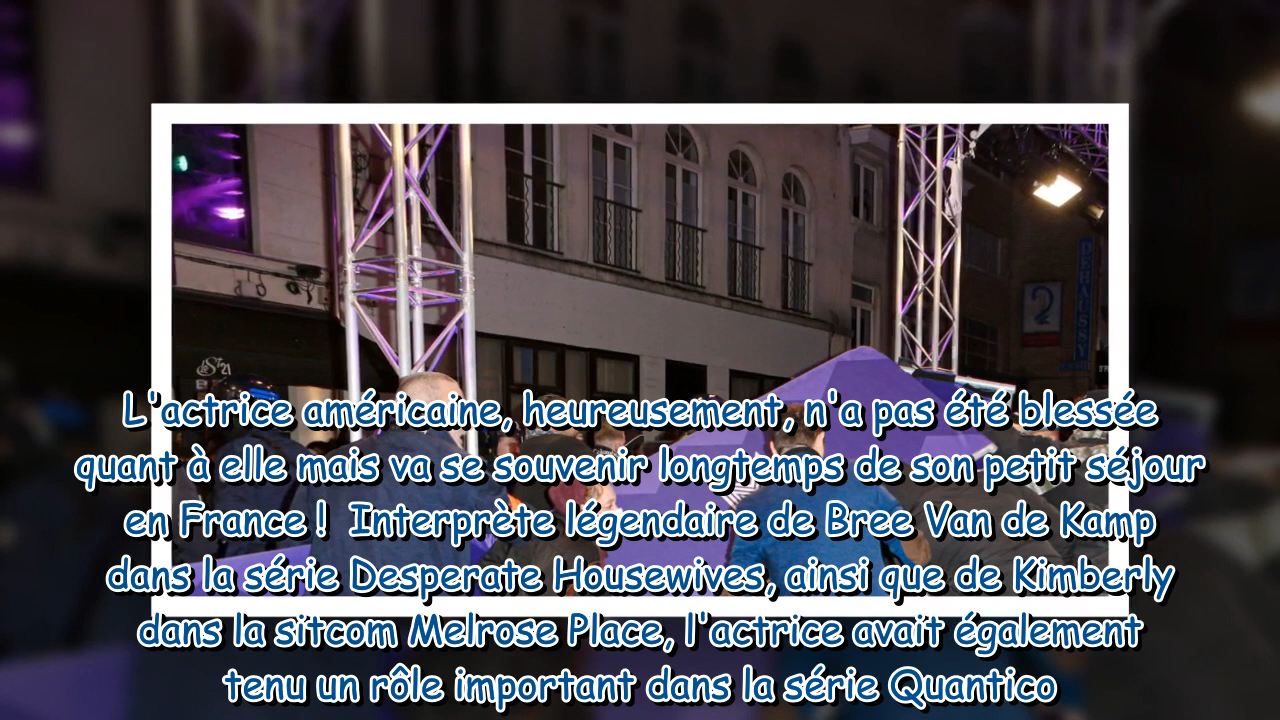 DEHAUSSY
L'actrice américaine, heureusement, n'a pas été blessée
quant à elle mais va se souvenir longtemps de son petit séjour
en France ! Interprète légendaire de Bree Van de Kamp
dans la série Desperate Housewives, ainsi que de Kimberly
dans la sitcom Melrose Place, l'actrice avait également
tenu un rôle important dans la série Quantico